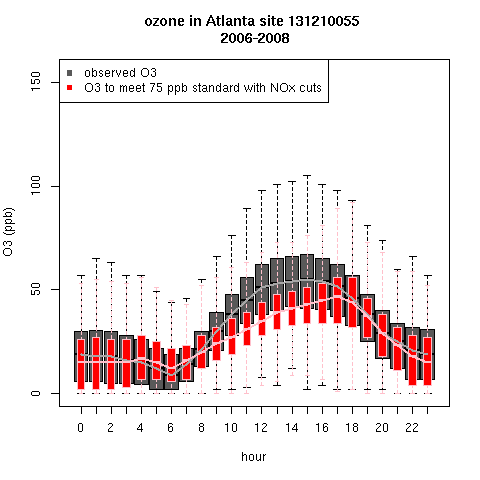 ozone in Atlanta site 131210055
2006-2008
observed O3
O3 to meet 75 ppb standard with NOx cuts
150
100
50
0
O3 (ppb)
0 2 4 6 8 10 12 14 16 18 20 22
hour